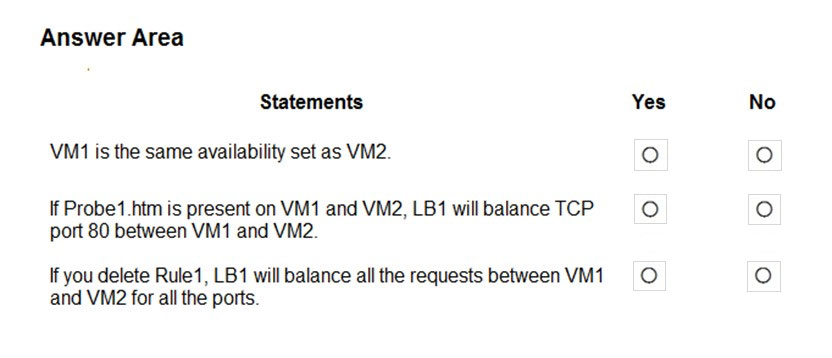 Answer Area
Statements Yes No
VM1 is the same availability set as VM2.
If Probe1.htm is present on VM1 and VM2, LB1 will balance TCP
port 80 between VM1 and VM2.
If you delete Rule1, LB1 will balance all the requests between VM1
and VM2 for all the ports.